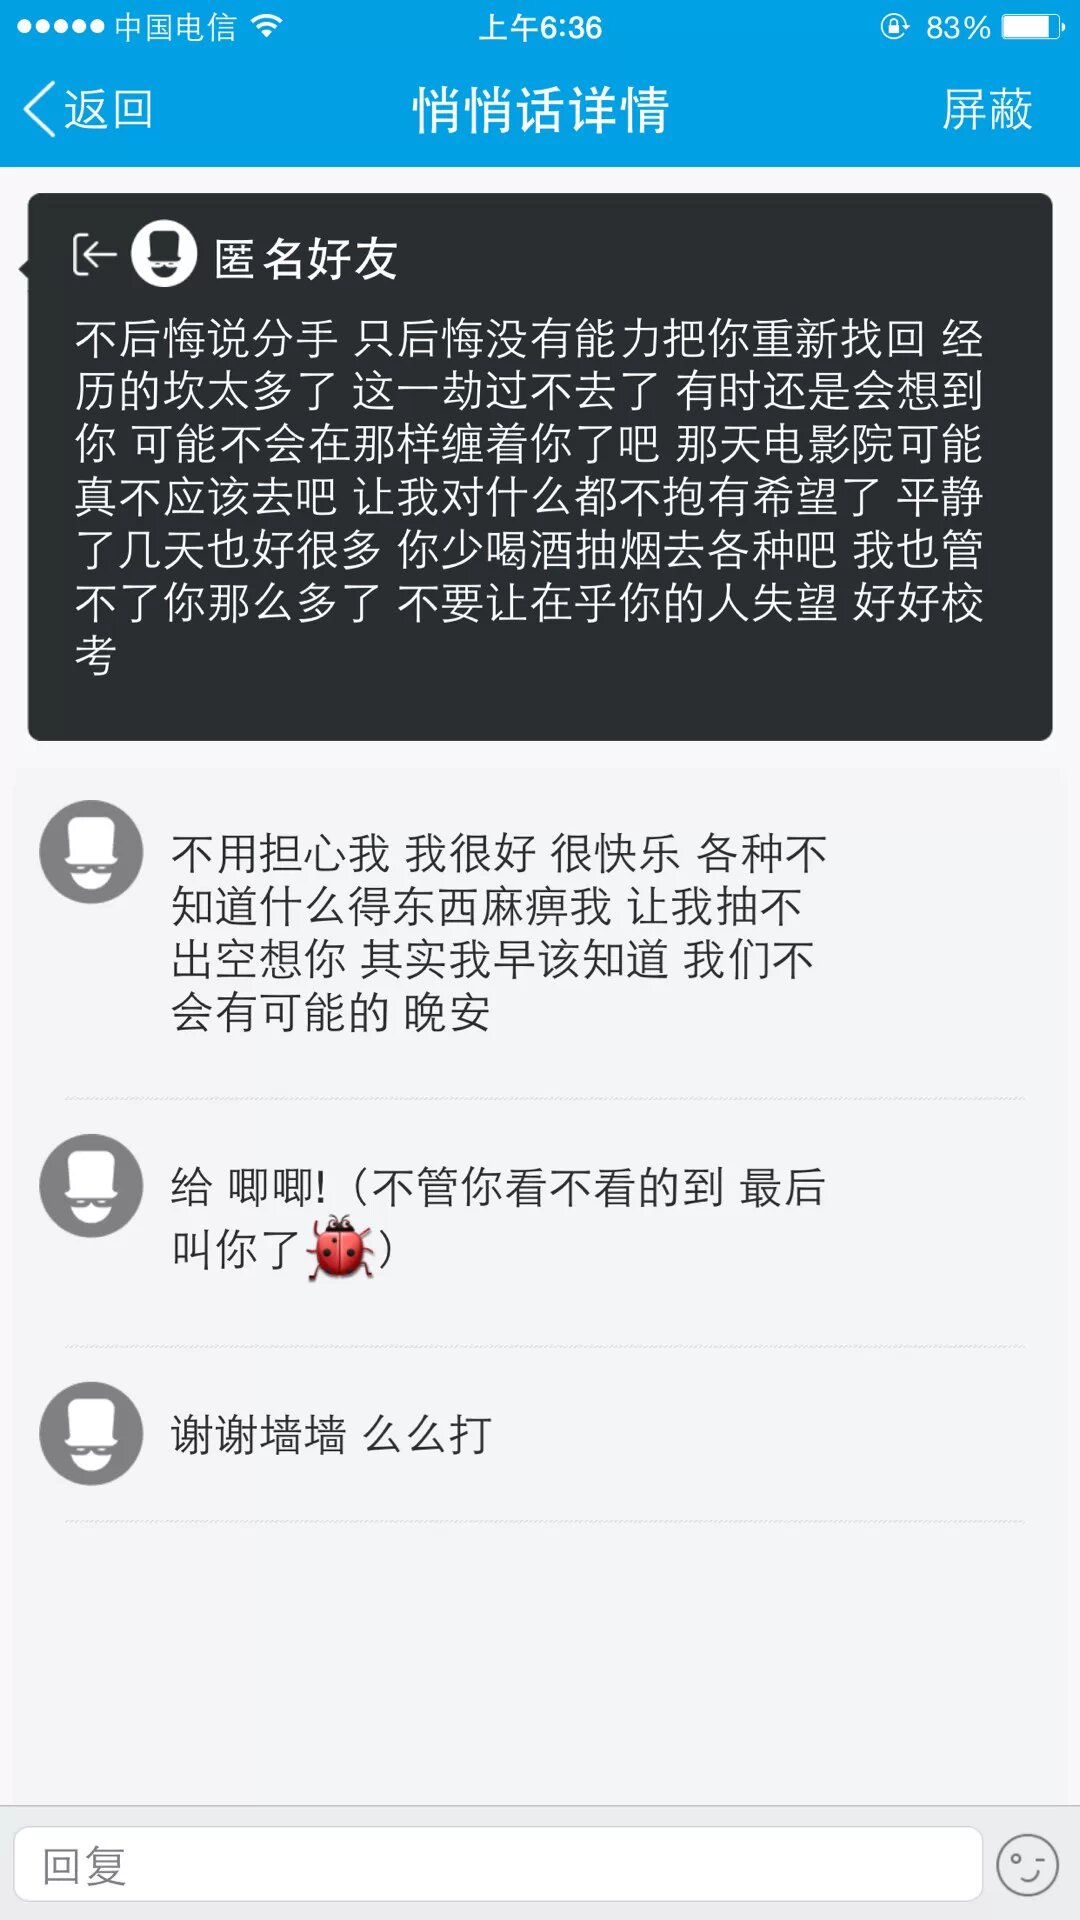 中国电信 上午6:36 83%
返回 悄悄话详情 屏蔽
匿名好友
不后悔说分手 只后悔没有能力把你重新找回 经
历的坎太多了 这一劫过不去了 有时还是会想到
你 可能不会在那样缠着你了吧 那天电影院可能
真不应该去吧 让我对什么都不抱有希望了 平静
了几天也好很多 你少喝酒抽烟去各种吧 我也管
不了你那么多了 不要让在乎你的人失望 好好校
考
不用担心我 我很好 很快乐 各种不
知道什么得东西麻痹我 让我抽不
出空想你 其实我早该知道 我们不
会有可能的 晚安
给 唧唧!（不管你看不看的到 最后
叫你了🐞）
谢谢墙墙 么么打
回复